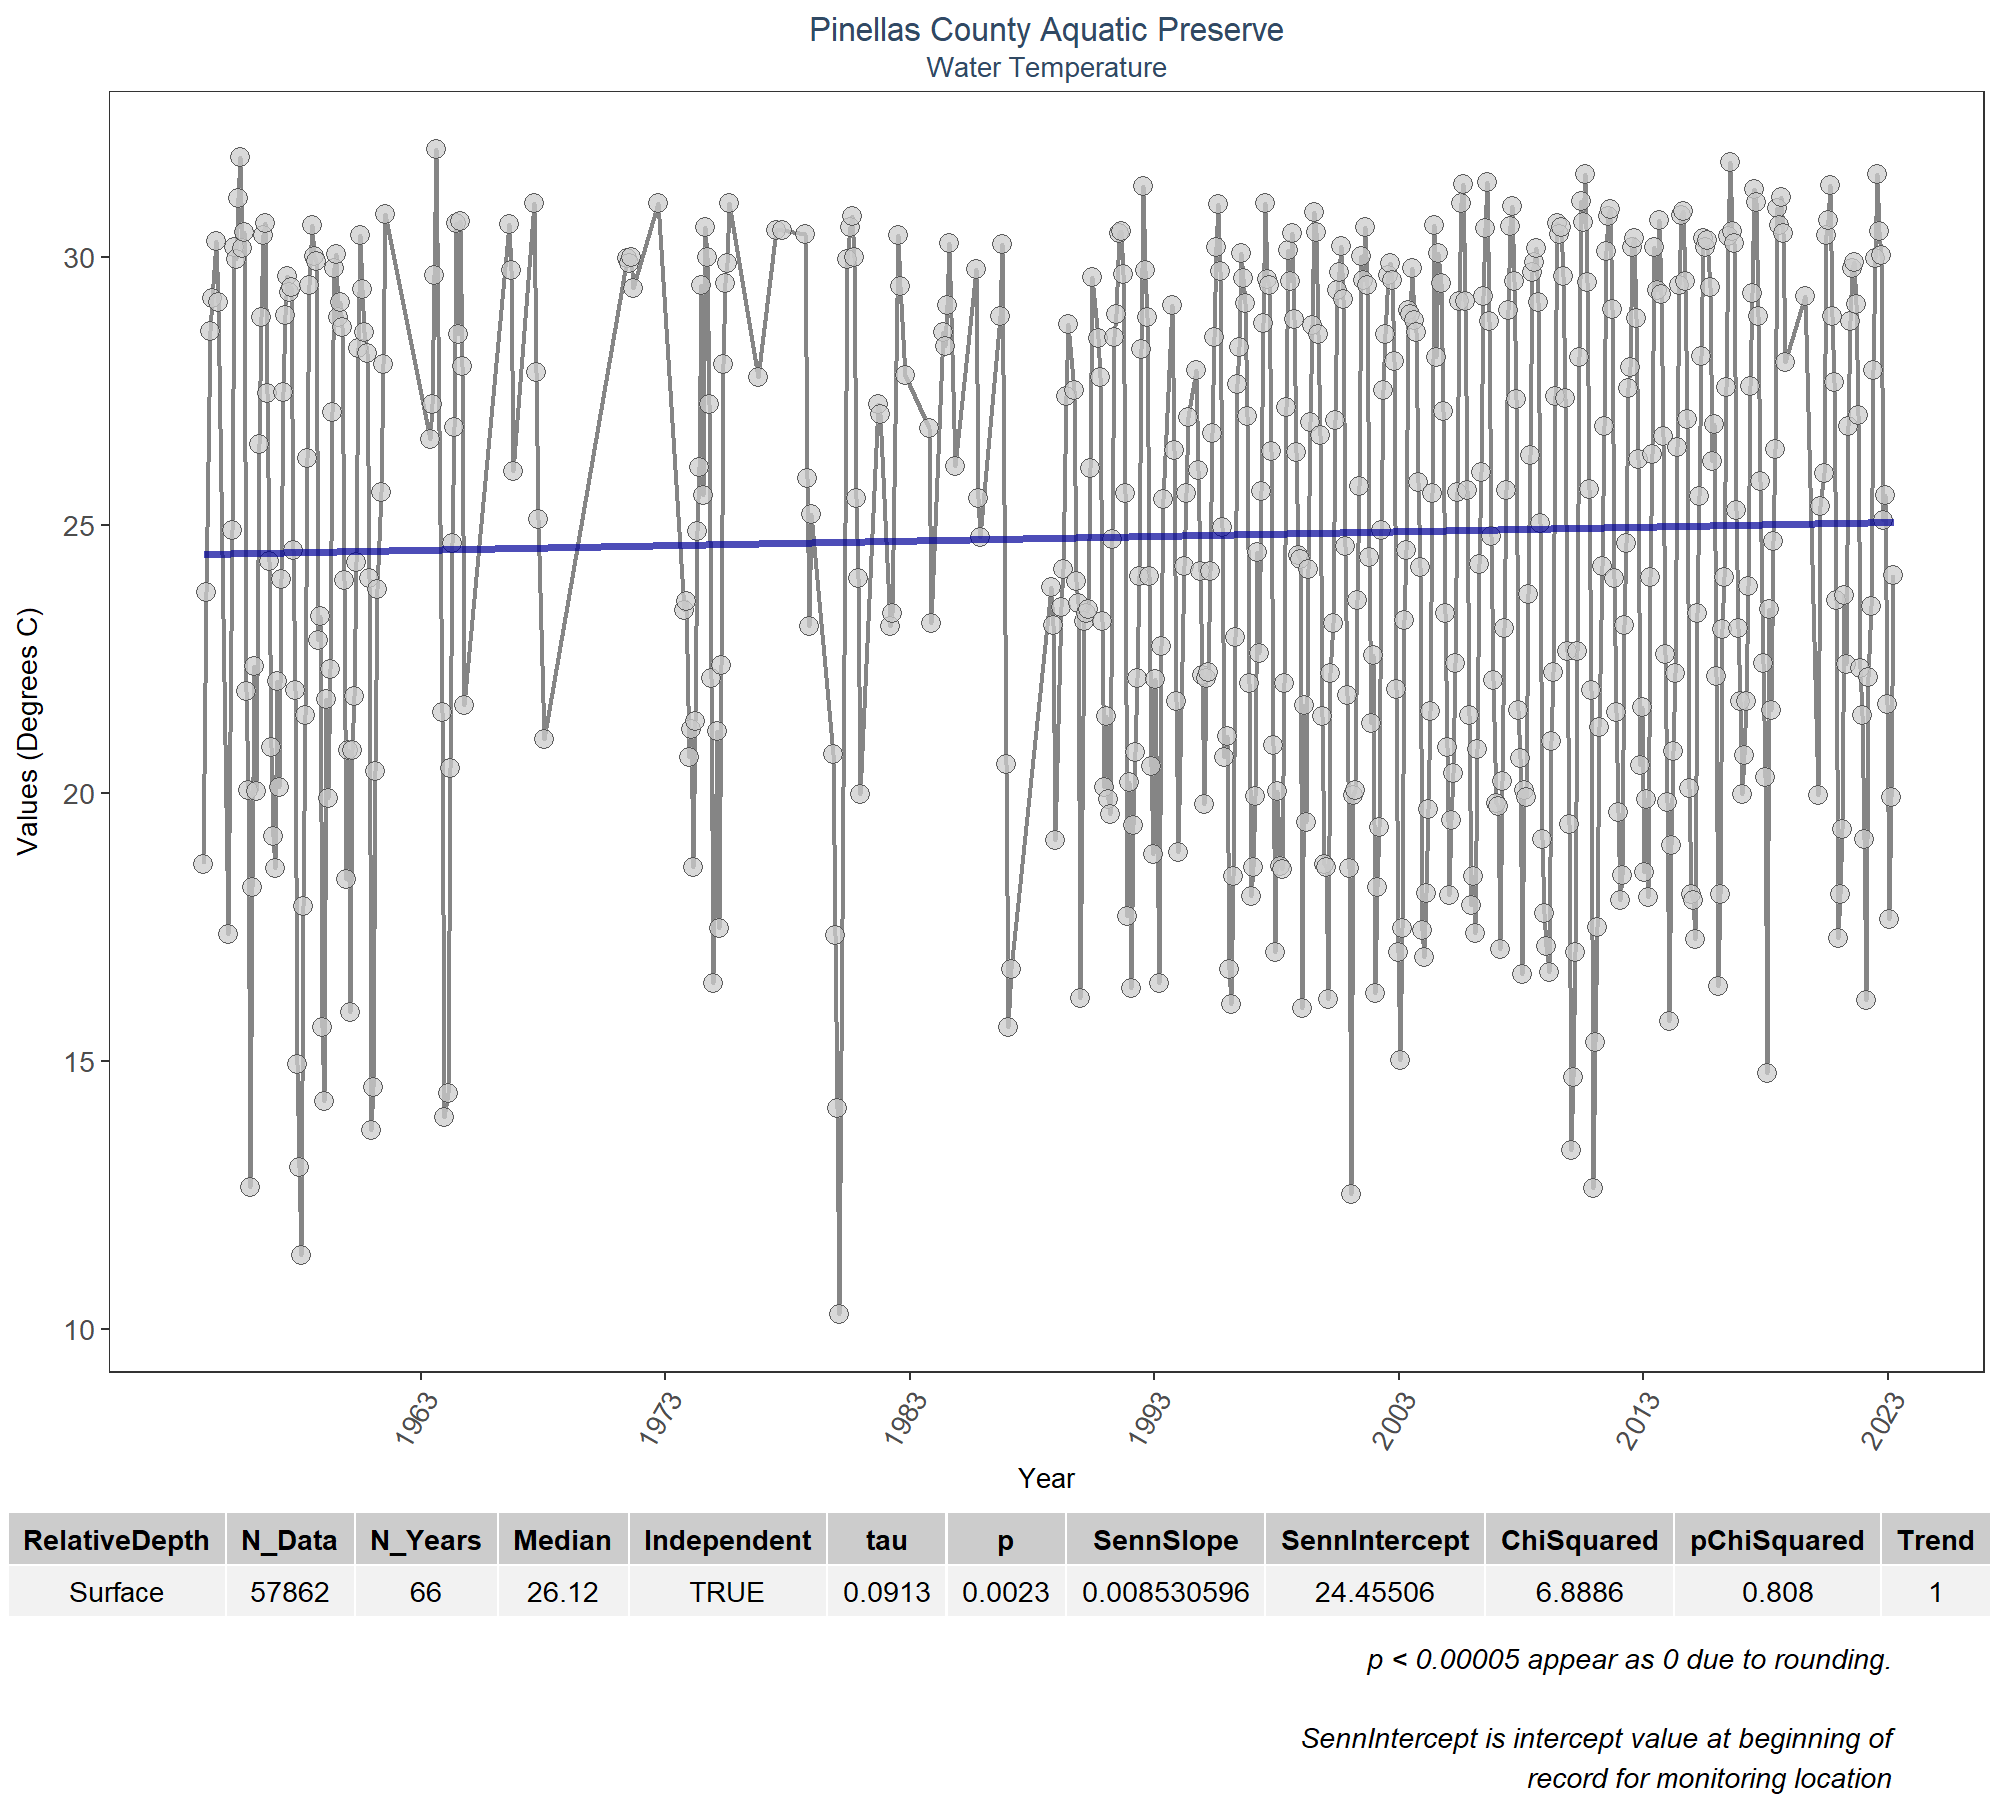 Pinellas County Aquatic Preserve
Water Temperature
Values (Degrees C)
30
25
20
15
10
1963
1973
1983
1993
2003
2013
2023
Year
RelativeDepth N_Data N_Years Median Independent tau p SennSlope SennIntercept ChiSquared pChiSquared Trend
Surface 57862 66 26.12 TRUE 0.0913 0.0023 0.008530596 24.45506 6.8886 0.808 1
p < 0.00005 appear as 0 due to rounding.
SennIntercept is intercept value at beginning of
record for monitoring location